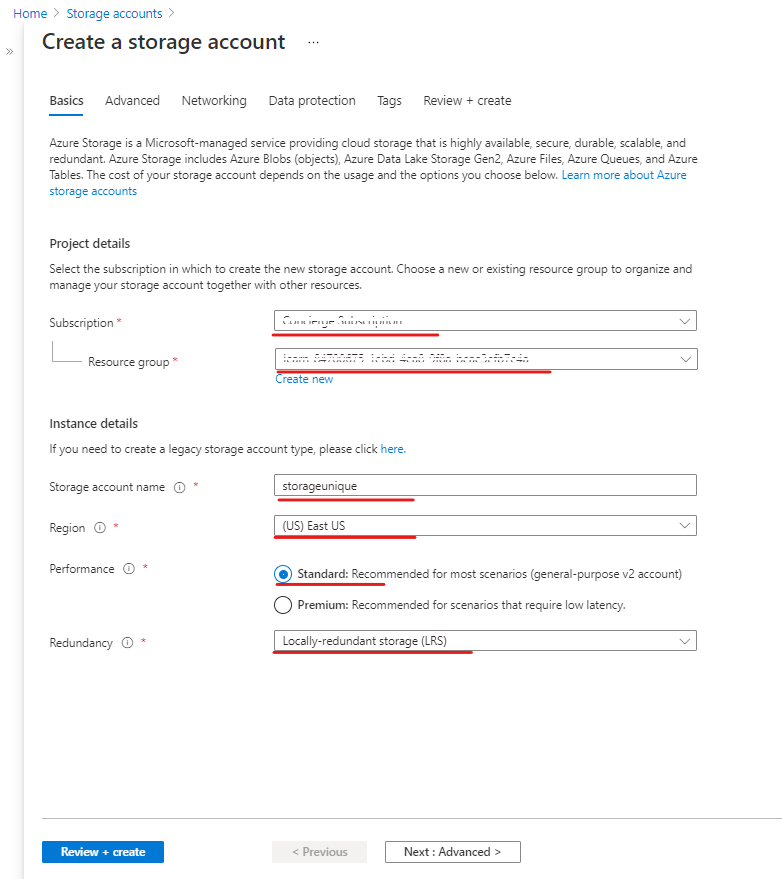 Home > Storage accounts >
Create a storage account ...
Basics Advanced Networking Data protection Tags Review + create
Azure Storage is a Microsoft-managed service providing cloud storage that is highly available, secure, durable, scalable, and
redundant. Azure Storage includes Azure Blobs (objects), Azure Data Lake Storage Gen2, Azure Files, Azure Queues, and Azure
Tables. The cost of your storage account depends on the usage and the options you choose below. Learn more about Azure
storage accounts
Project details
Select the subscription in which to create the new storage account. Choose a new or existing resource group to organize and
manage your storage account together with other resources.
Subscription *
Concierge Subscription
Resource group *
Create new
Instance details
If you need to create a legacy storage account type, please click here.
Storage account name *
storageunique
Region *
(US) East US
Performance *
Standard: Recommended for most scenarios (general-purpose v2 account)
Premium: Recommended for scenarios that require low latency.
Redundancy *
Locally-redundant storage (LRS)
Review + create
< Previous
Next : Advanced >